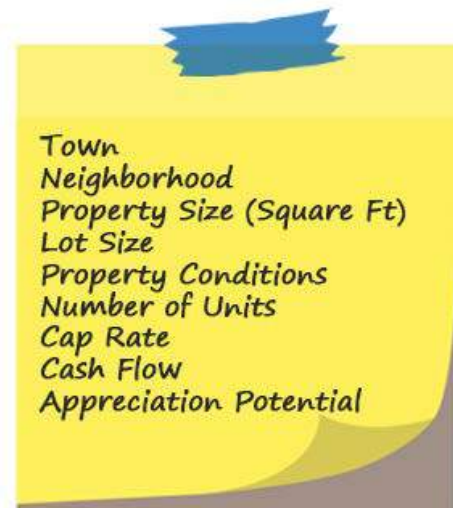 Town
Neighborhood
Property Size (Square Ft)
Lot Size
Property Conditions
Number of Units
Cap Rate
Cash Flow
Appreciation Potential